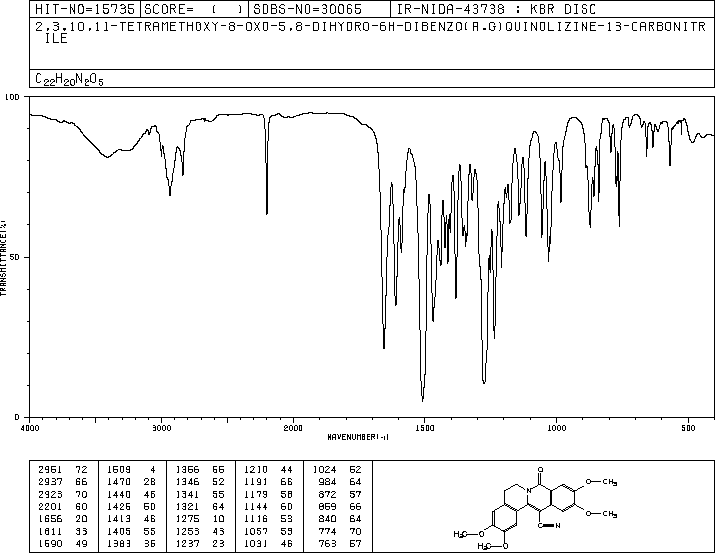 HIT-NO=15735 SCORE= ( ) SDBS-NO=30065 IR-NIDA-43738 : KBR DISC
2,3,10,11-TETRAMETHOXY-8-OXO-5,8-DIHYDRO-6H-DIBENZO(A,G)QUINOLIZINE-13-CARBONITR
ILE
C22H20N2O5
100
50
0
TRANSMITTANCE(%)
4000 3000 2000 1500 1000 500
WAVENUMBER(-1)
2961 72 1509 4 1366 66 1210 44 1024 62
2937 66 1470 28 1346 52 1191 66 984 64
2923 70 1440 46 1341 55 1179 58 872 57
2201 60 1426 60 1321 64 1144 60 859 66
1656 20 1413 46 1275 10 1116 53 840 64
1611 33 1405 55 1253 43 1057 53 774 70
1590 49 1383 36 1237 23 1031 46 763 57
O
N
O—CH3
O—CH3
C≡N
H3C—O
H3C—O